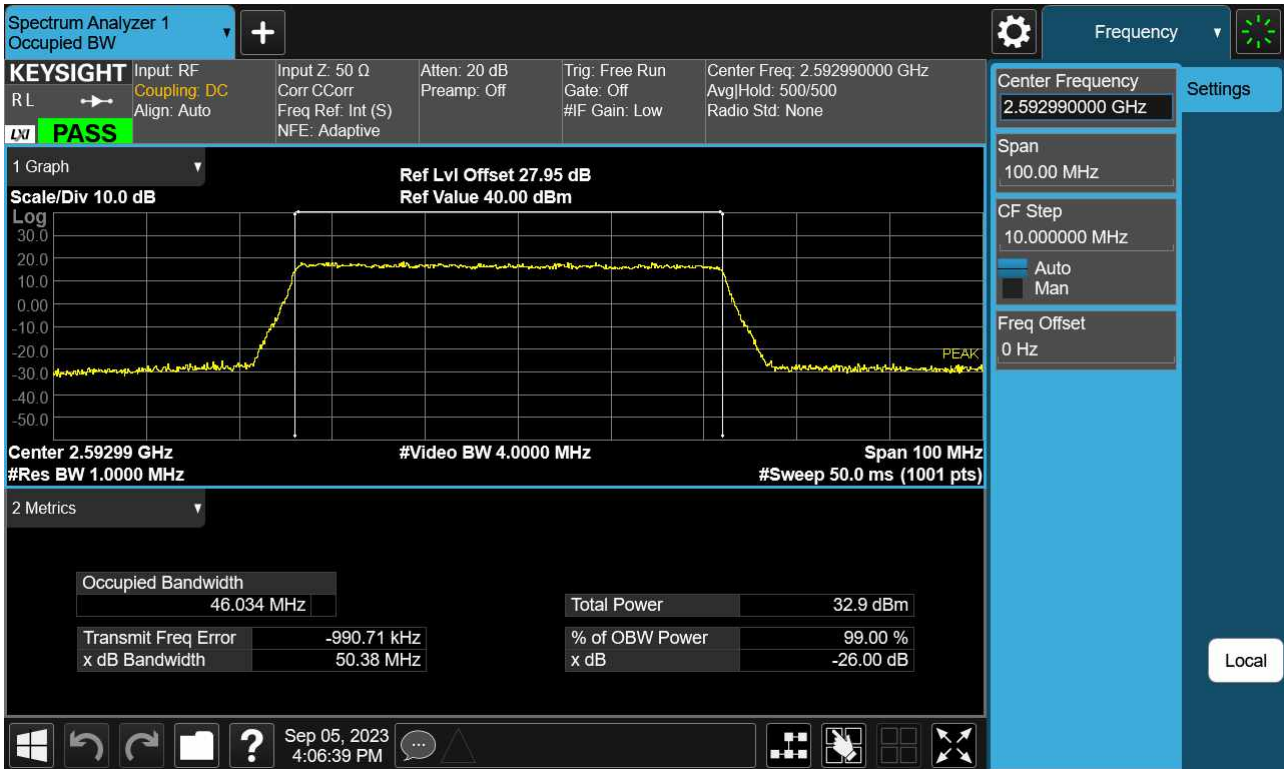 Spectrum Analyzer 1
Occupied BW
+
Frequency
KEYSIGHT
R L
LXI
PASS
Input: RF
Coupling: DC
Align: Auto
Input Z: 50 Ω
Corr CCorr
Freq Ref: Int (S)
NFE: Adaptive
Atten: 20 dB
Preamp: Off
Trig: Free Run
Gate: Off
#IF Gain: Low
Center Freq: 2.592990000 GHz
Avg|Hold: 500/500
Radio Std: None
Center Frequency
2.592990000 GHz
Settings
Span
100.00 MHz
CF Step
10.000000 MHz
Auto
Man
Freq Offset
0 Hz
Local
1 Graph
Scale/Div 10.0 dB
Ref Lvl Offset 27.95 dB
Ref Value 40.00 dBm
Log
30.0
20.0
10.0
0.00
-10.0
-20.0
-30.0
-40.0
-50.0
PEAK
Center 2.59299 GHz
#Video BW 4.0000 MHz
Span 100 MHz
#Res BW 1.0000 MHz
#Sweep 50.0 ms (1001 pts)
2 Metrics
Occupied Bandwidth
46.034 MHz
Total Power 32.9 dBm
Transmit Freq Error -990.71 kHz
% of OBW Power 99.00 %
x dB Bandwidth 50.38 MHz
x dB -26.00 dB
?
Sep 05, 2023
4:06:39 PM